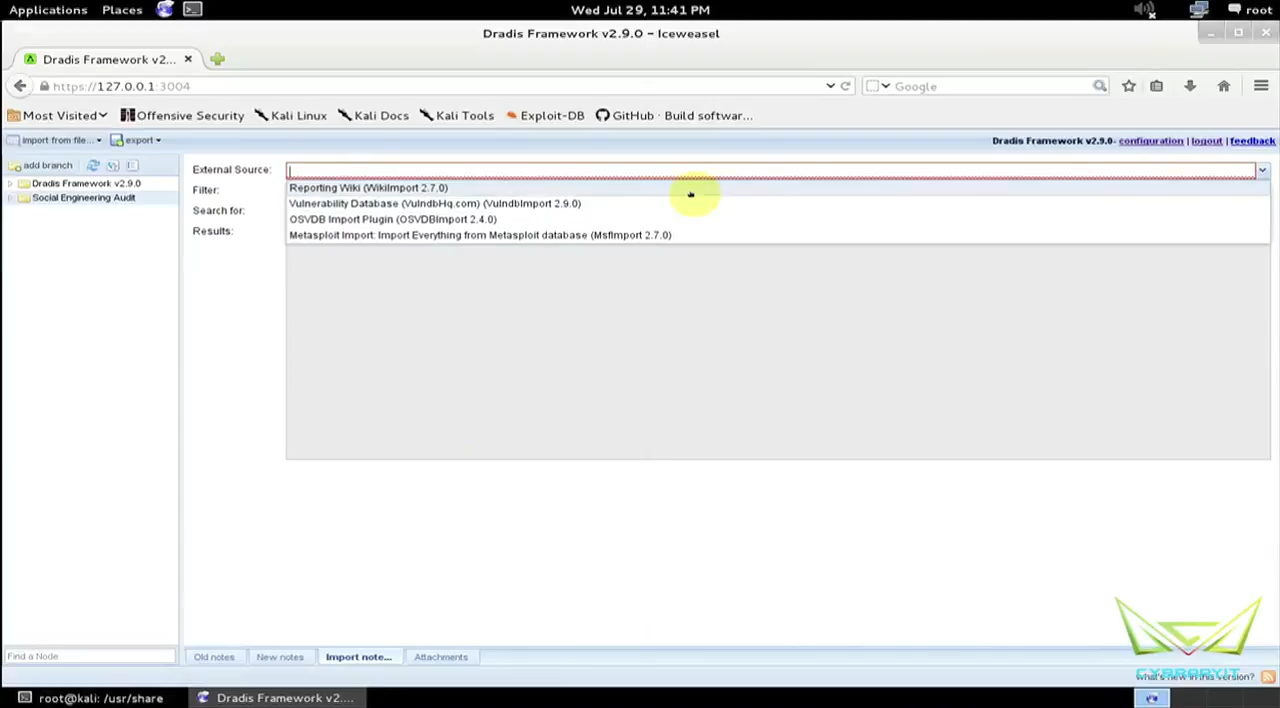 Applications Places Wed Jul 29, 11:41 PM root
Dradis Framework v2.9.0 - Iceweasel
Dradis Framework v2...
https://127.0.0.1:3004 Google
Most Visited Offensive Security Kali Linux Kali Docs Kali Tools Exploit-DB GitHub · Build softwar...
import from file... export Dradis Framework v2.9.0- configuration | logout | feedback
add branch
Dradis Framework v2.9.0
Social Engineering Audit
External Source:
Filter:
Search for:
Results:
Reporting Wiki (WikiImport 2.7.0)
Vulnerability Database (VulndbHq.com) (VulndbImport 2.9.0)
OSVDB Import Plugin (OSVDBImport 2.4.0)
Metasploit Import: Import Everything from Metasploit database (MsfImport 2.7.0)
Find a Node
Old notes New notes Import note... Attachments
CYBRARYIT
What's new in this version?
root@kali: /usr/share Dradis Framework v2....